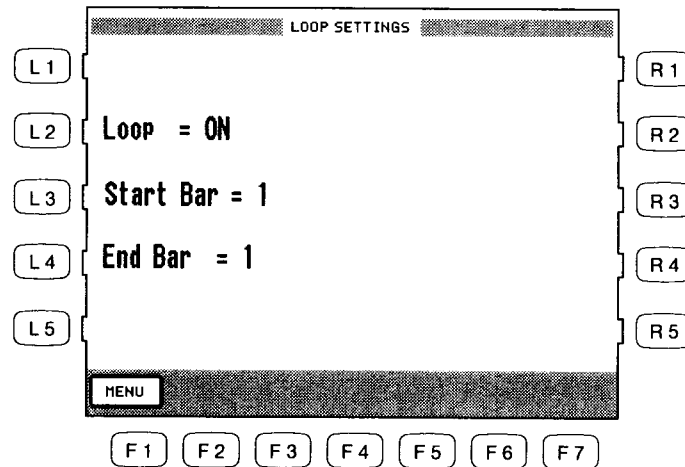 LOOP SETTINGS
L1
R1
L2
Loop = ON
R2
L3
Start Bar = 1
R3
L4
End Bar = 1
R4
L5
R5
MENU
F1 F2 F3 F4 F5 F6 F7